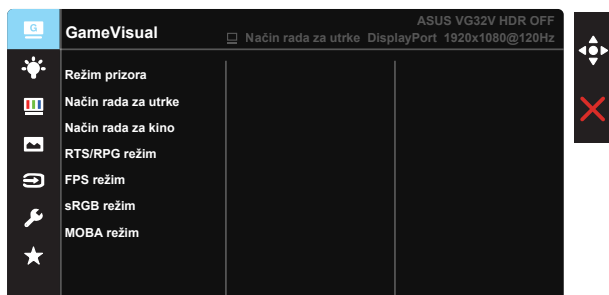 G
GameVisual
ASUS VG32V HDR OFF
Način rada za utrke DisplayPort 1920x1080@120Hz
Režim prizora
Način rada za utrke
Način rada za kino
RTS/RPG režim
FPS režim
sRGB režim
MOBA režim